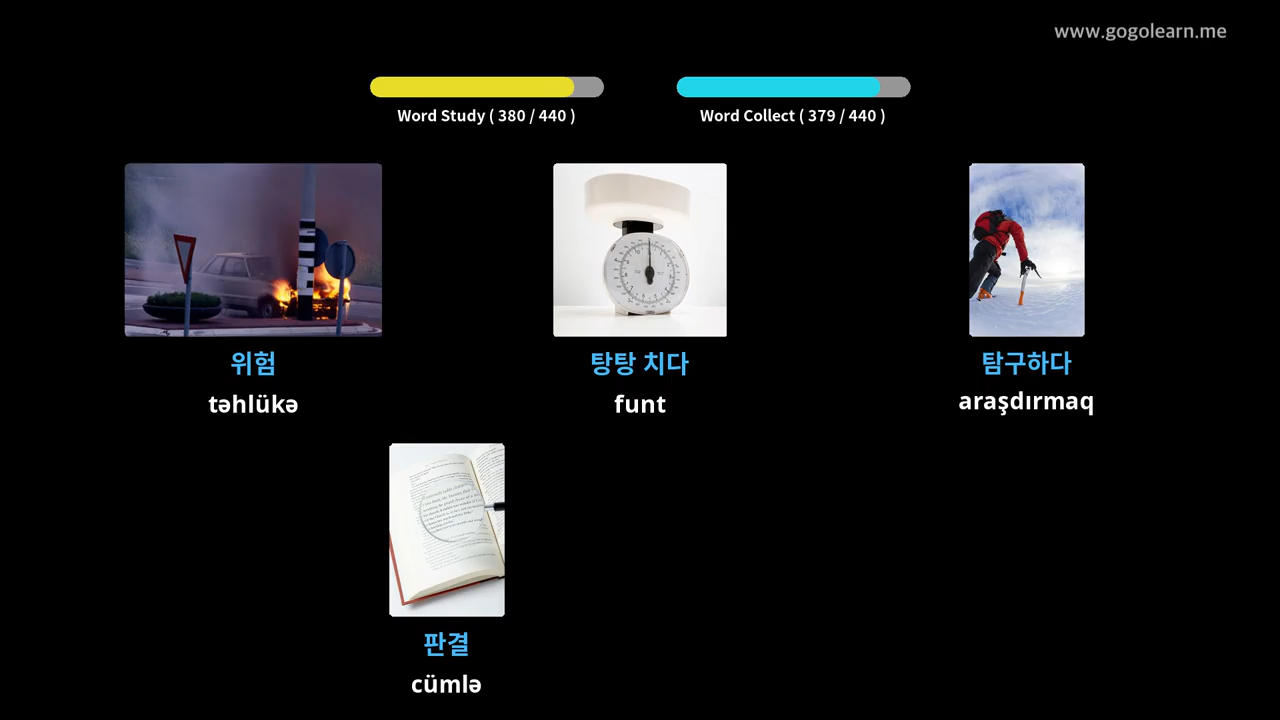 www.gogolearn.me
Word Study ( 380 / 440 )
Word Collect ( 379 / 440 )
위험
təhlükə
탕탕 치다
funt
탐구하다
araşdırmaq
판결
cümlə